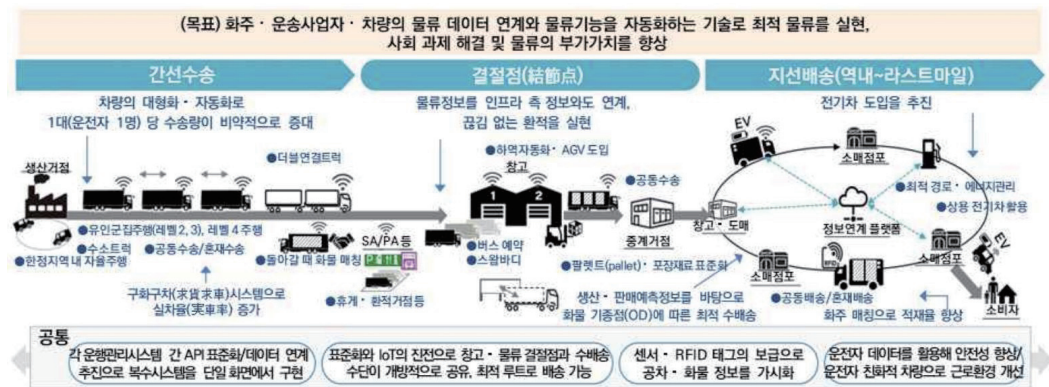 (목표) 화주 · 운송사업자 · 차량의 물류 데이터 연계와 물류기능을 자동화하는 기술로 최적 물류를 실현,
사회 과제 해결 및 물류의 부가가치를 향상
간선수송
차량의 대형화 · 자동화로
1대(운전자 1명) 당 수송량이 비약적으로 증대
생산거점
●더블연결트럭
●유인군집주행(레벨2, 3), 레벨 4 주행
●수소트럭
●한정지역 내 자율주행
●공동수송/혼재수송
●돌아갈 때 화물 매칭
구화구차(求貨求車)시스템으로
실차율(実車率) 증가
결절점(結節点)
물류정보를 인프라 측 정보와도 연계,
끊김 없는 환적을 실현
●하역자동화 · AGV 도입
창고
1
2
SA/PA 등
P
●휴게 · 환적거점 등
●버스 예약
●스왑바디
●공동수송
중계거점
●팔렛트(pallet) · 포장재료 표준화
생산 · 판매예측정보를 바탕으로
화물 기종점(OD)에 따른 최적 수배송
지선배송(역내~라스트마일)
전기차 도입을 추진
EV
소매점포
●최적 경로 · 에너지관리
●상용 전기차 활용
창고 · 도매
정보연계 플랫폼
EV
소매점포
소매점포
RFID
●공동배송/혼재배송
화주 매칭으로 적재율 향상
소비자
공통
각 운행관리시스템 간 API 표준화/데이터 연계
추진으로 복수시스템을 단일 화면에서 구현
표준화와 IoT의 진전으로 창고 · 물류 결절점과 수배송
수단이 개방적으로 공유, 최적 루트로 배송 가능
센서 · RFID 태그의 보급으로
공차 · 화물 정보를 가시화
운전자 데이터를 활용해 안전성 향상/
운전자 친화적 차량으로 근로환경 개선